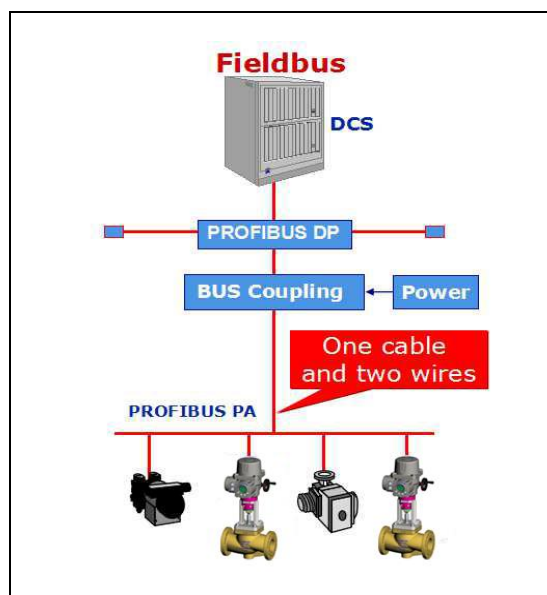 Fieldbus
DCS
PROFIBUS DP
BUS Coupling
Power
One cable
and two wires
PROFIBUS PA